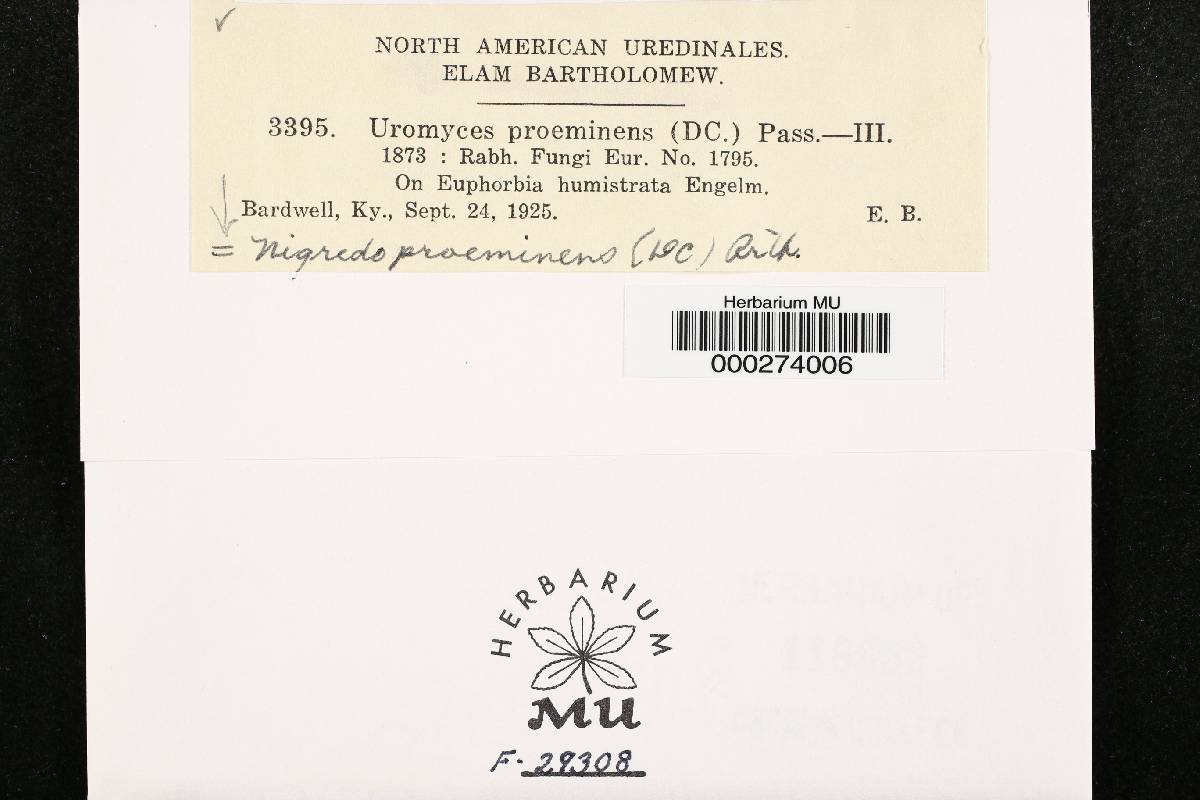 NORTH AMERICAN UREDINALES.
ELAM BARTHOLOMEW.
3395. Uromyces proeminens (DC.) Pass.—III.
1873 : Rabh. Fungi Eur. No. 1795.
On Euphorbia humistrata Engelm.
Bardwell, Ky., Sept. 24, 1925. E. B.
= Nigredo proeminens (DC) Arth.
Herbarium MU
000274006
HERBARIUM
MU
F- 29308